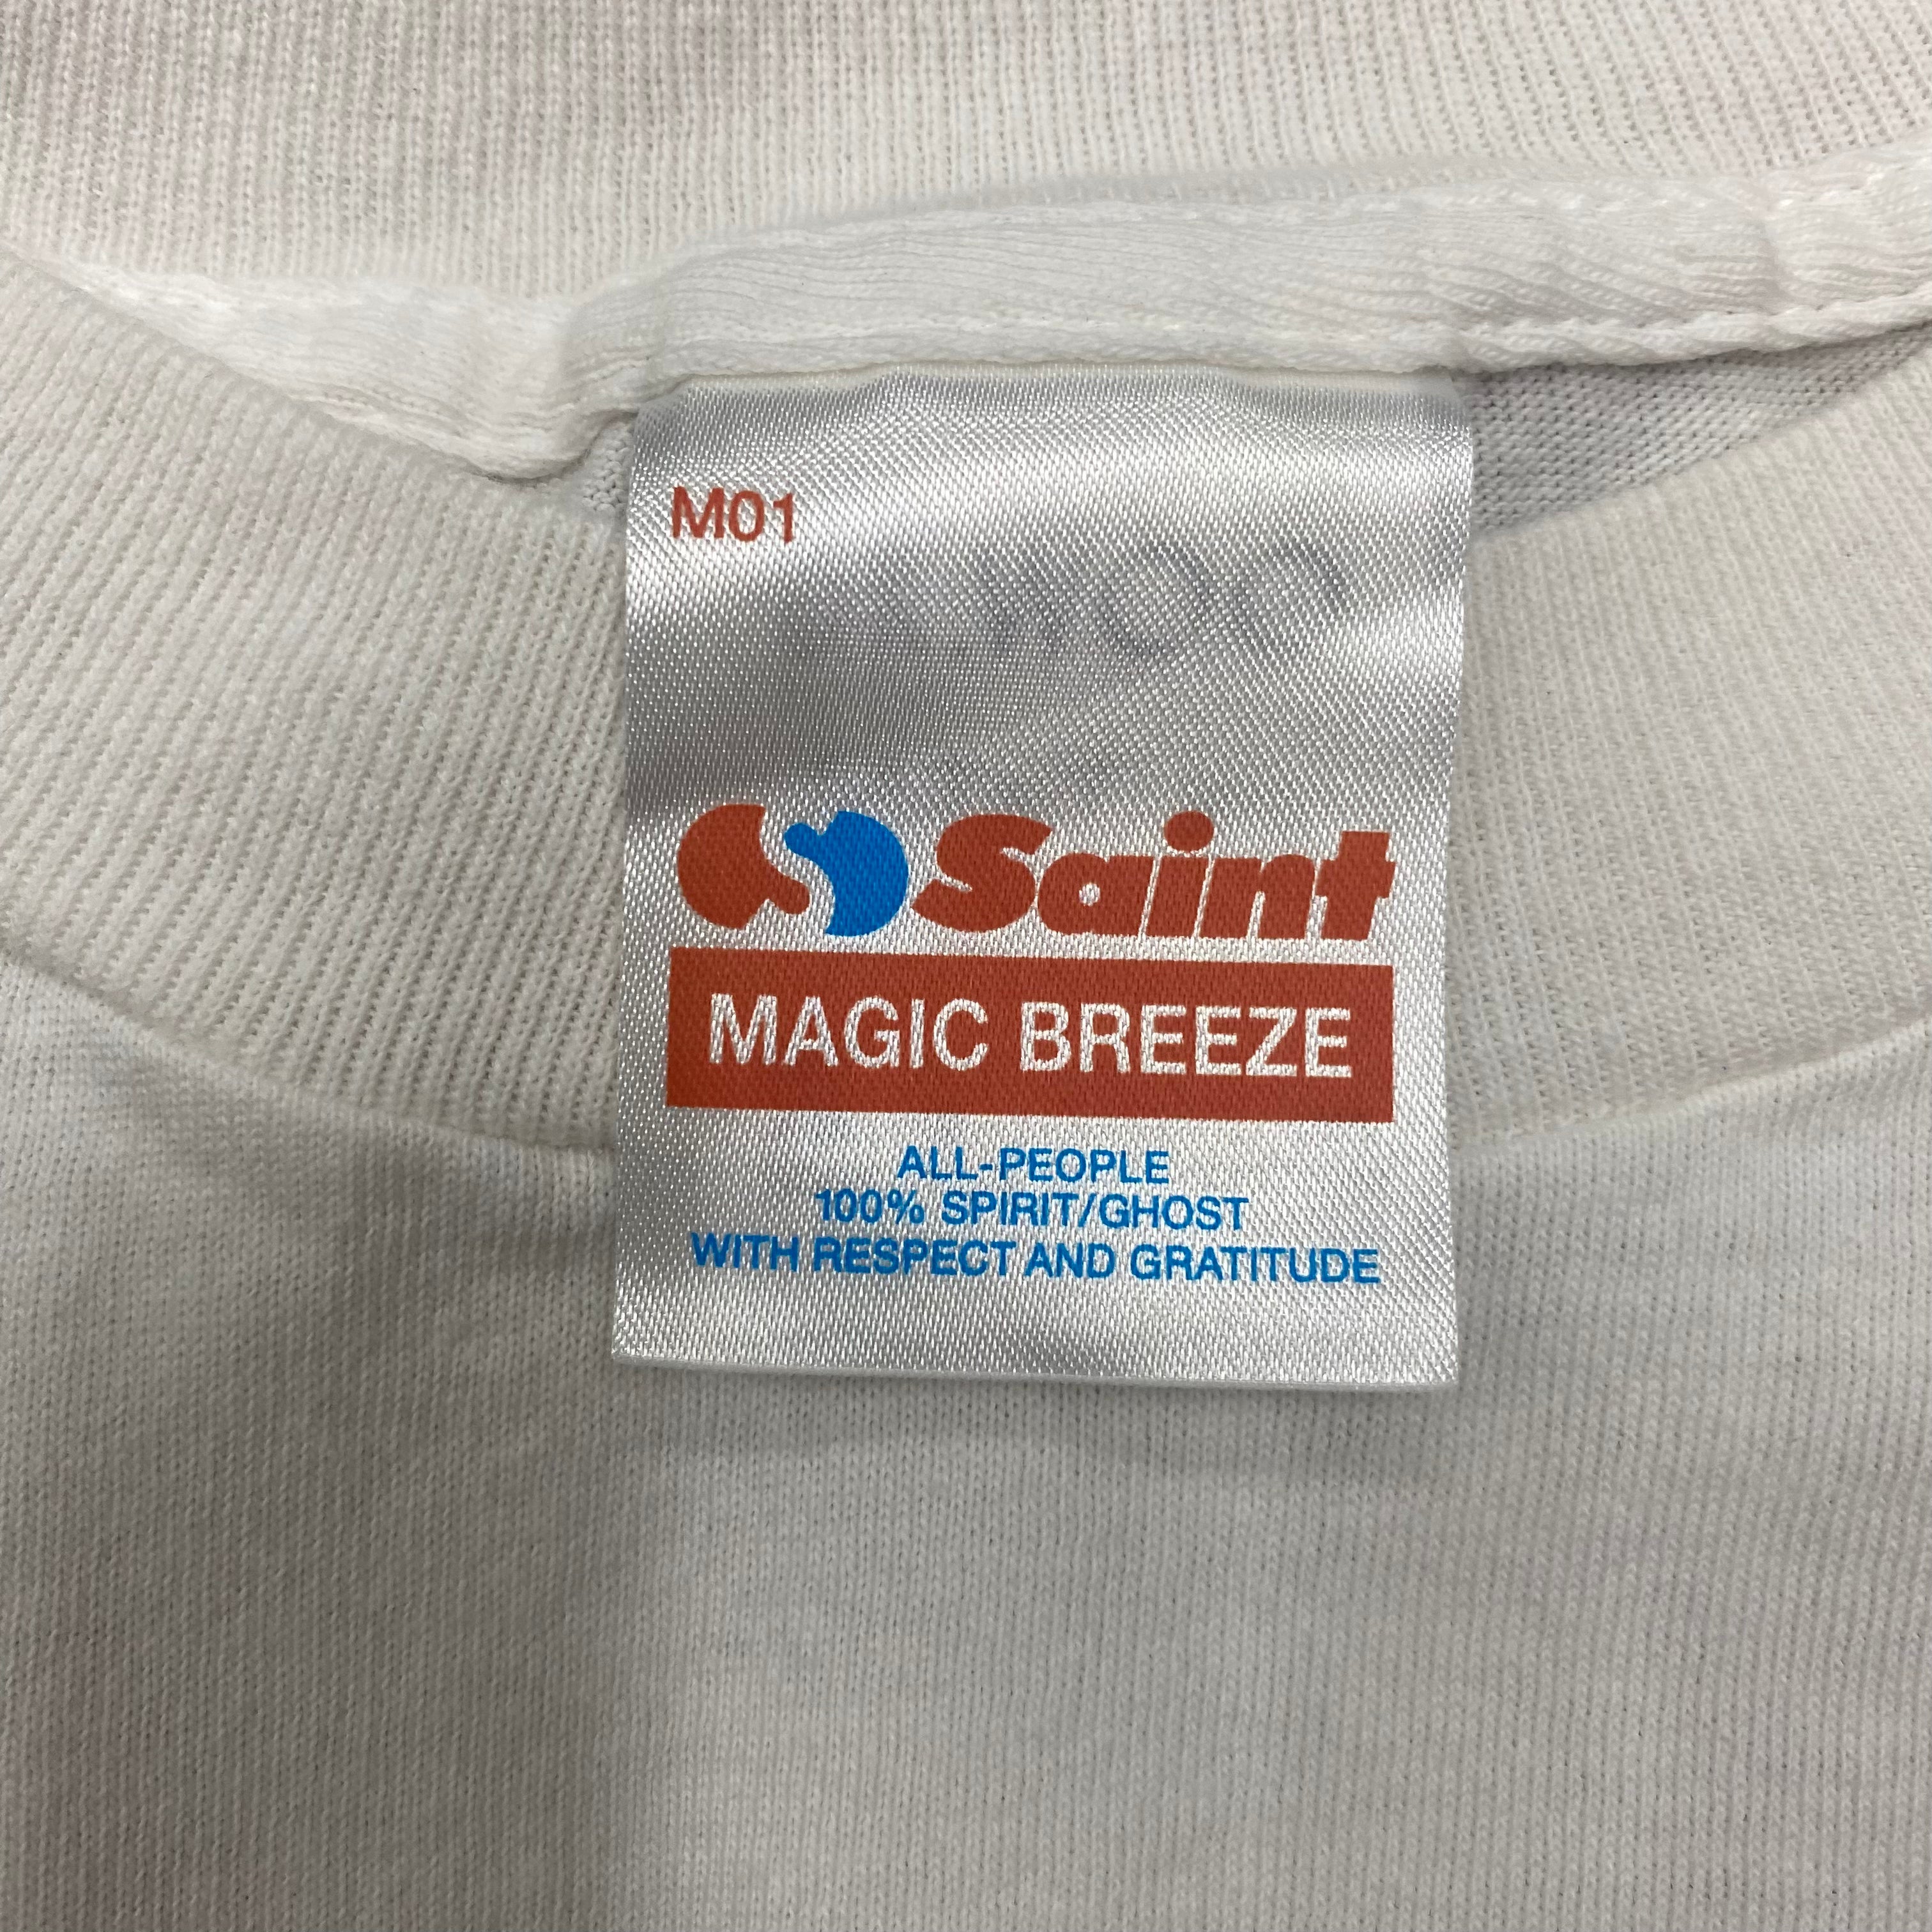 M01
Saint
MAGIC BREEZE
ALL-PEOPLE
100% SPIRIT/GHOST
WITH RESPECT AND GRATITUDE